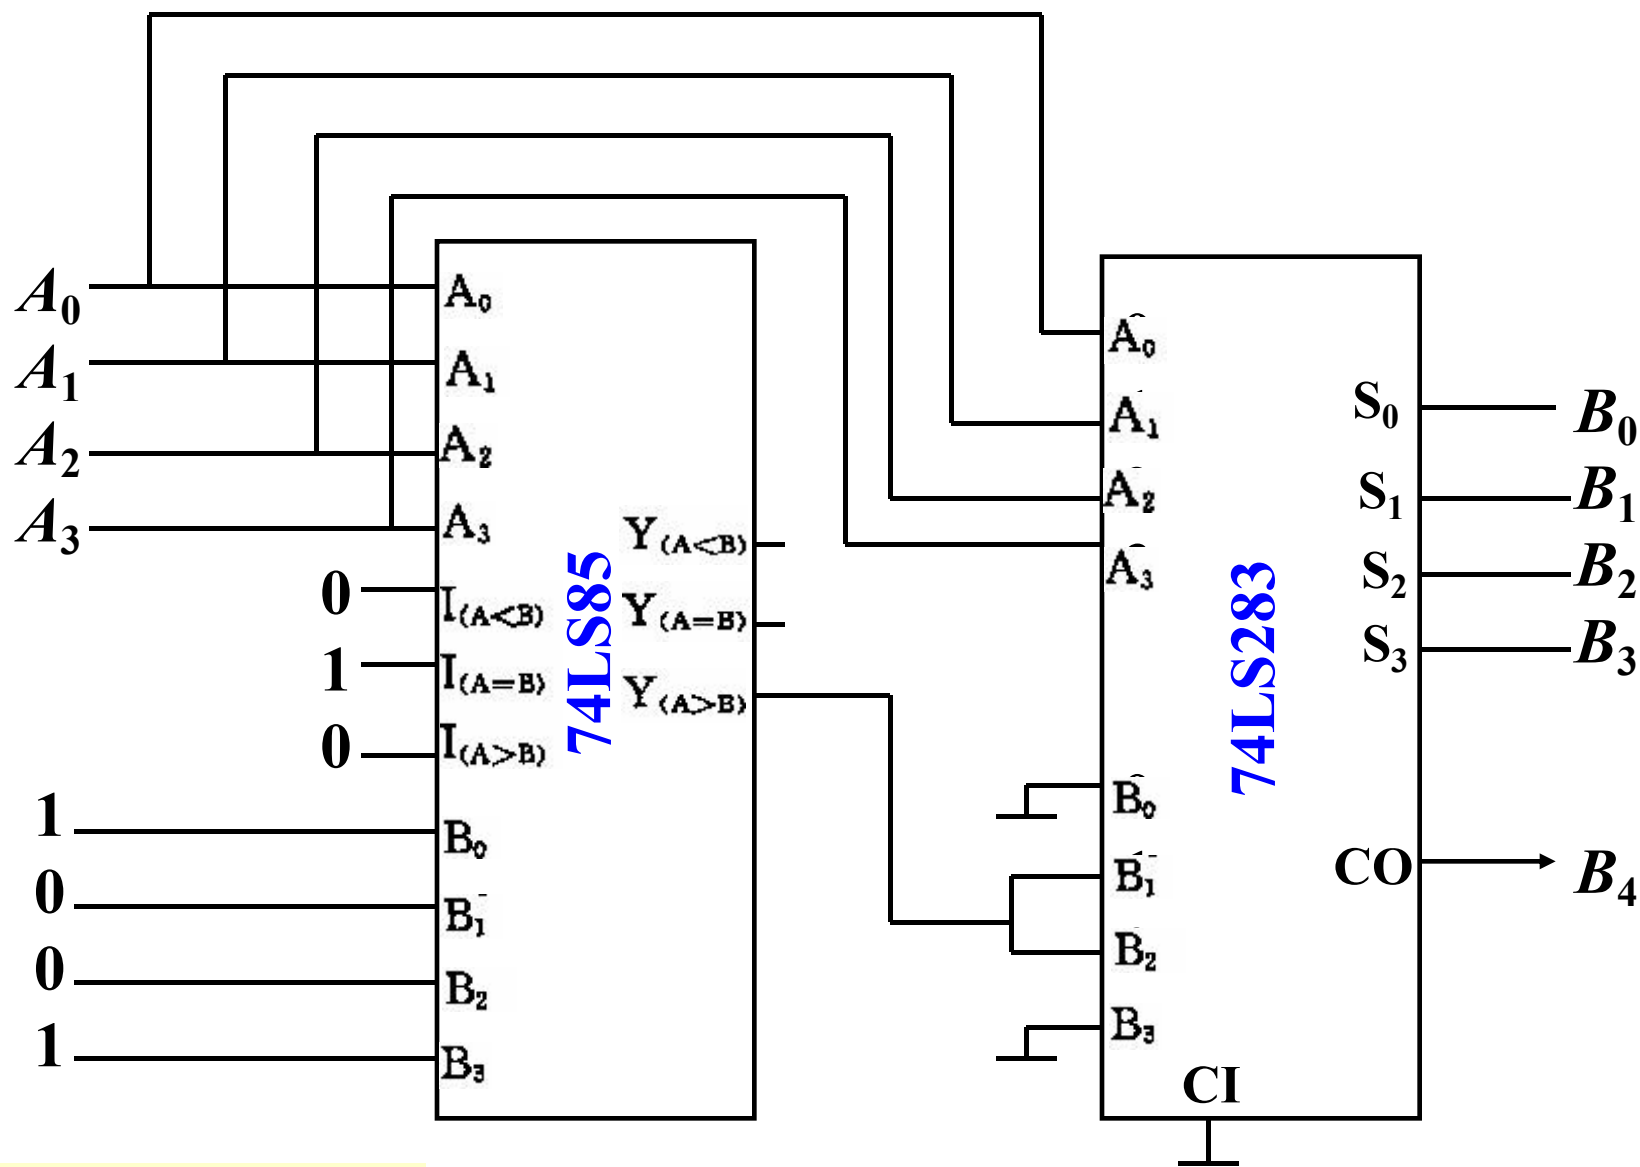 A0
A1
A2
A3
0
1
0
1
0
0
1
A0
A1
A2
A3
I(A<B)
I(A=B)
I(A>B)
B0
B1
B2
B3
74LS85
Y(A<B)
Y(A=B)
Y(A>B)
A0
A1
A2
A3
B0
B1
B2
B3
CI
74LS283
S0
S1
S2
S3
CO
B0
B1
B2
B3
B4